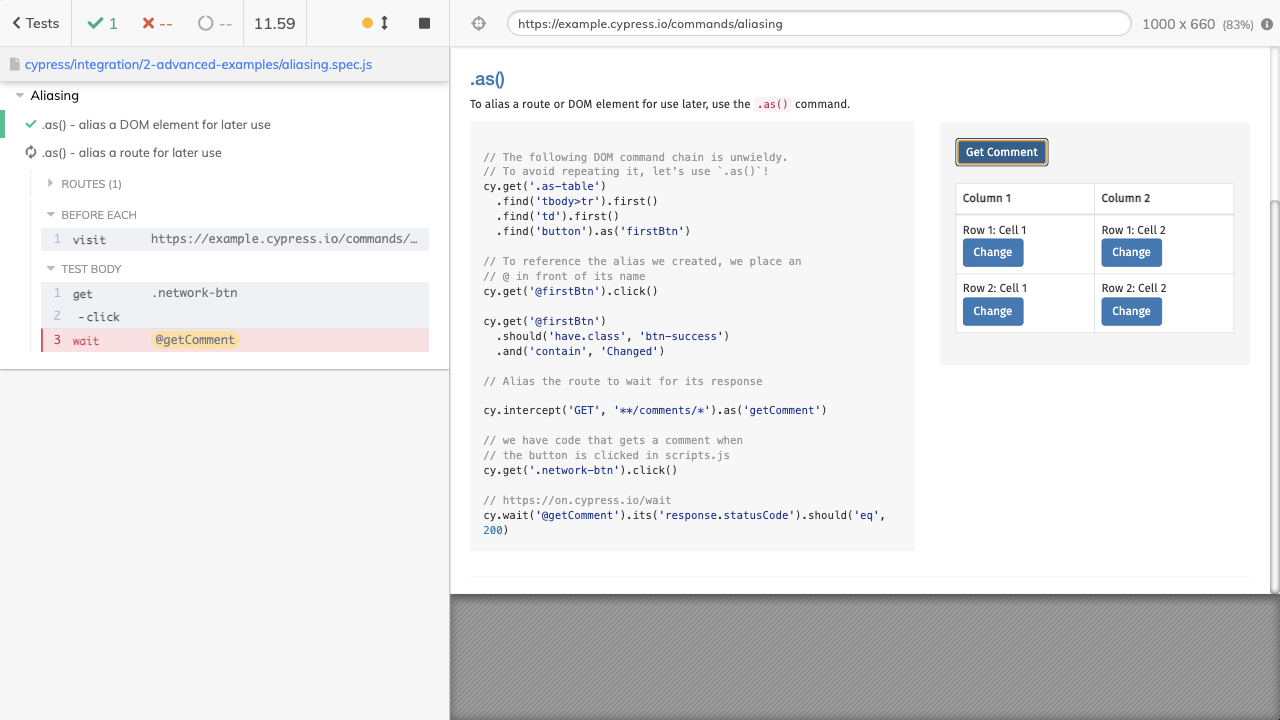 Tests
1
--
--
11.59
https://example.cypress.io/commands/aliasing
1000 x 660 (83%)
cypress/integration/2-advanced-examples/aliasing.spec.js
Aliasing
.as() - alias a DOM element for later use
.as() - alias a route for later use
ROUTES (1)
BEFORE EACH
1 visit https://example.cypress.io/commands/…
TEST BODY
1 get .network-btn
2 -click
3 wait @getComment
.as()
To alias a route or DOM element for use later, use the .as() command.
// The following DOM command chain is unwieldy.
// To avoid repeating it, let's use `.as()`!
cy.get('.as-table')
  .find('tbody>tr').first()
  .find('td').first()
  .find('button').as('firstBtn')
// To reference the alias we created, we place an
// @ in front of its name
cy.get('@firstBtn').click()
cy.get('@firstBtn')
  .should('have.class', 'btn-success')
  .and('contain', 'Changed')
// Alias the route to wait for its response
cy.intercept('GET', '**/comments/*').as('getComment')
// we have code that gets a comment when
// the button is clicked in scripts.js
cy.get('.network-btn').click()
// https://on.cypress.io/wait
cy.wait('@getComment').its('response.statusCode').should('eq',
200)
Get Comment
Column 1 Column 2
Row 1: Cell 1 Row 1: Cell 2
Change Change
Row 2: Cell 1 Row 2: Cell 2
Change Change